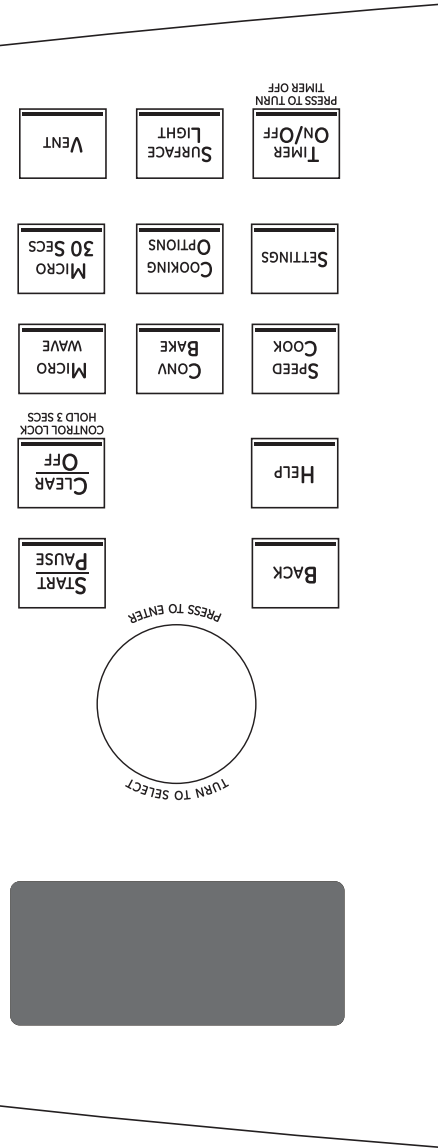 TURN TO SELECT
PRESS TO ENTER
BACK
START
PAUSE
HELP
CLEAR
OFF
CONTROL LOCK
HOLD 3 SECS
SPEED
COOK
CONV
BAKE
MICRO
WAVE
SETTINGS
COOKING
OPTIONS
MICRO
30 SECS
TIMER
ON/OFF
PRESS TO TURN
TIMER OFF
SURFACE
LIGHT
VENT